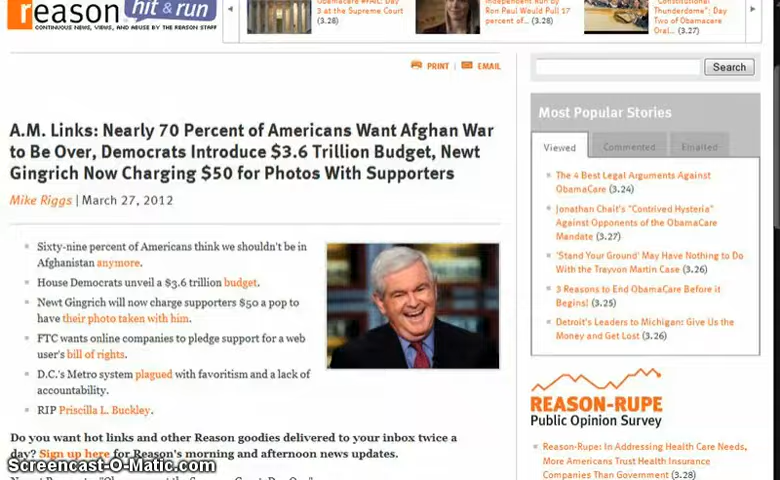 reason
hit & run
CONTINUOUS NEWS, VIEWS, AND ABUSE BY THE REASON STAFF
Obamacare #FAIL: Day
3 at the Supreme Court
(3.28)
Independent Run by
Ron Paul Would Pull 17
percent of... (3.28)
"Constitutional
Thunderdome": Day
Two of Obamacare
Oral... (3.27)
PRINT | EMAIL
Search
A.M. Links: Nearly 70 Percent of Americans Want Afghan War
to Be Over, Democrats Introduce $3.6 Trillion Budget, Newt
Gingrich Now Charging $50 for Photos With Supporters
Mike Riggs | March 27, 2012
Sixty-nine percent of Americans think we shouldn't be in
Afghanistan anymore.
House Democrats unveil a $3.6 trillion budget.
Newt Gingrich will now charge supporters $50 a pop to
have their photo taken with him.
FTC wants online companies to pledge support for a web
user's bill of rights.
D.C.'s Metro system plagued with favoritism and a lack of
accountability.
RIP Priscilla L. Buckley.
Do you want hot links and other Reason goodies delivered to your inbox twice a
day? Sign up here for Reason's morning and afternoon news updates.
Most Popular Stories
Viewed Commented Emailed
The 4 Best Legal Arguments Against
ObamaCare (3.24)
Jonathan Chait's "Contrived Hysteria"
Against Opponents of the ObamaCare
Mandate (3.27)
'Stand Your Ground' May Have Nothing to Do
With the Trayvon Martin Case (3.26)
3 Reasons to End ObamaCare Before it
Begins! (3.25)
Detroit's Leaders to Michigan: Give Us the
Money and Get Lost (3.26)
REASON-RUPE
Public Opinion Survey
Reason-Rupe: In Addressing Health Care Needs,
More Americans Trust Health Insurance
Companies Than Government (3.28)
Screencast-O-Matic.com